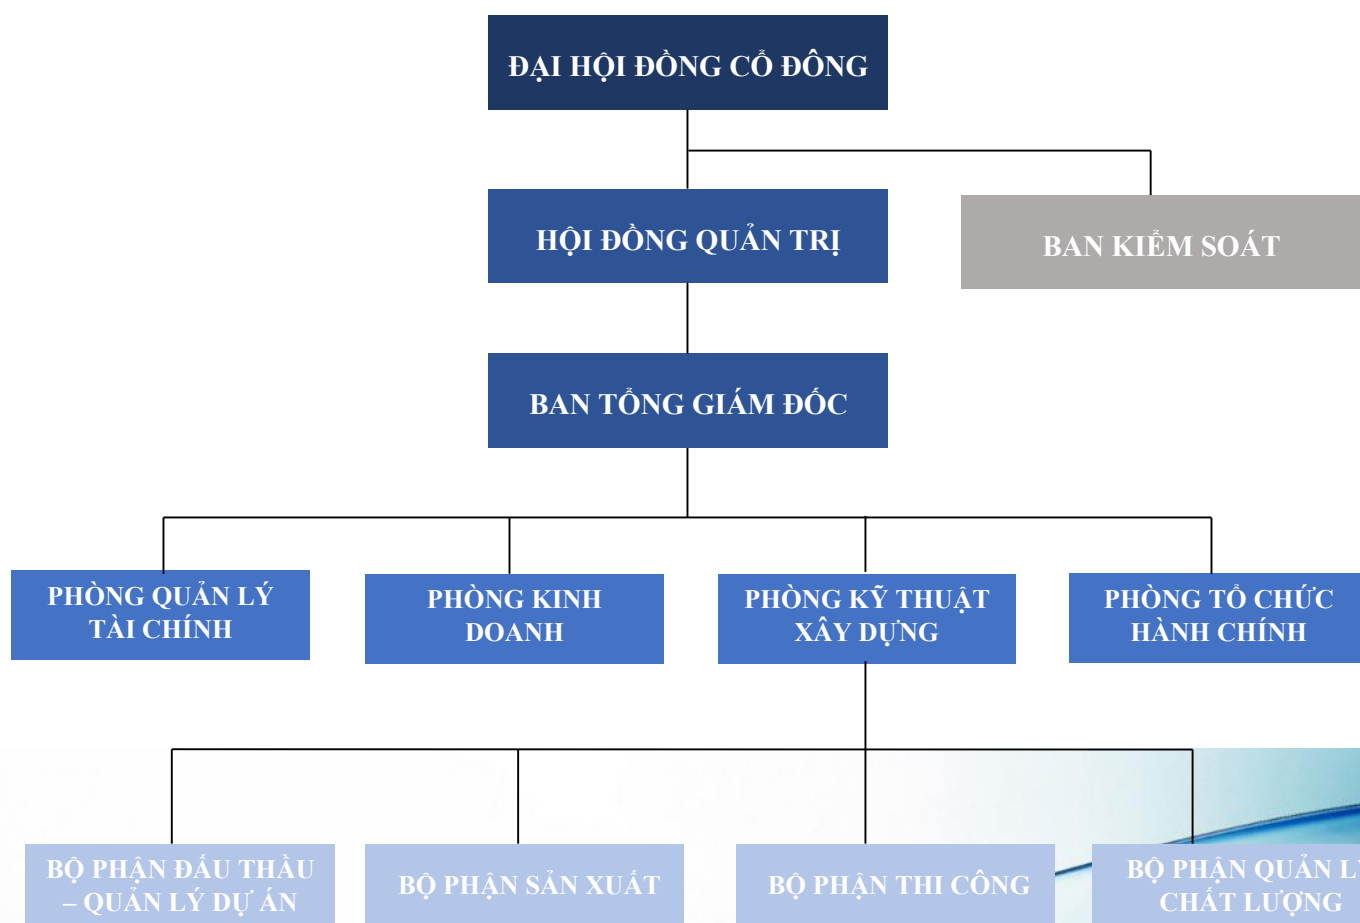 ĐẠI HỘI ĐỒNG CỔ ĐÔNG
HỘI ĐỒNG QUẢN TRỊ
BAN KIỂM SOÁT
BAN TỔNG GIÁM ĐỐC
PHÒNG QUẢN LÝ
TÀI CHÍNH
PHÒNG KINH
DOANH
PHÒNG KỸ THUẬT
XÂY DỰNG
PHÒNG TỔ CHỨC
HÀNH CHÍNH
BỘ PHẬN ĐẤU THẦU
– QUẢN LÝ DỰ ÁN
BỘ PHẬN SẢN XUẤT
BỘ PHẬN THI CÔNG
BỘ PHẬN QUẢN LÝ
CHẤT LƯỢNG